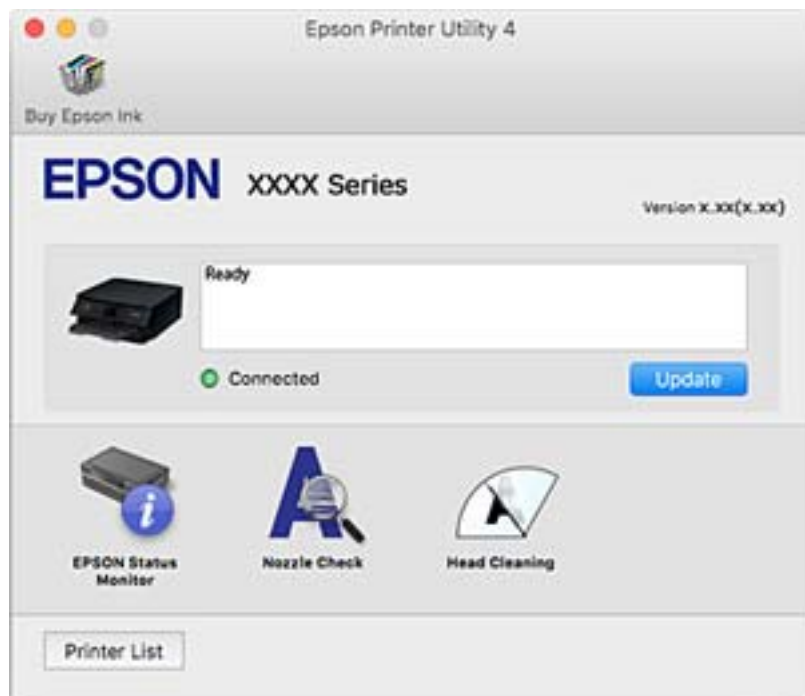 Epson Printer Utility 4
Buy Epson Ink
EPSON XXXX Series
Version x.xx(x.xx)
Ready
Connected
Update
EPSON Status
Monitor
Nozzle Check
Head Cleaning
Printer List